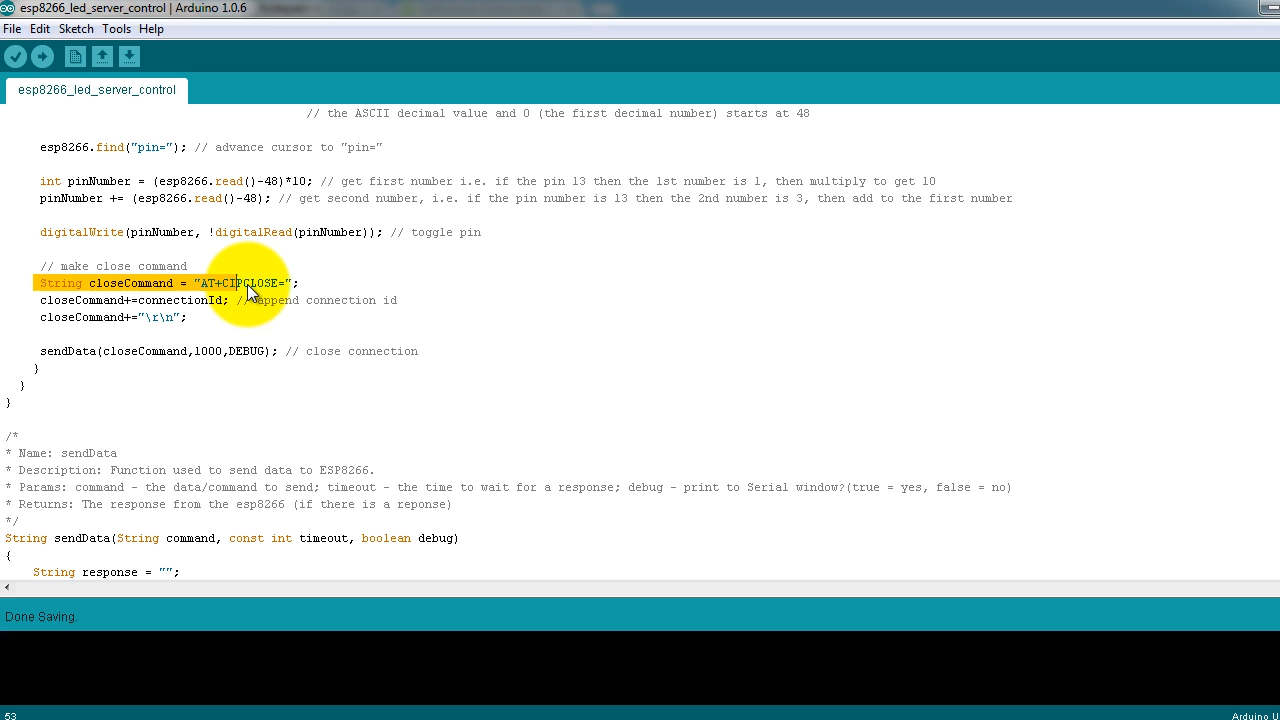 esp8266_led_server_control | Arduino 1.0.6
File Edit Sketch Tools Help
esp8266_led_server_control
// the ASCII decimal value and 0 (the first decimal number) starts at 48
esp8266.find("pin="); // advance cursor to "pin="
int pinNumber = (esp8266.read()-48)*10; // get first number i.e. if the pin 13 then the 1st number is 1, then multiply to get 10
pinNumber += (esp8266.read()-48); // get second number, i.e. if the pin number is 13 then the 2nd number is 3, then add to the first number
digitalWrite(pinNumber, !digitalRead(pinNumber)); // toggle pin
// make close command
String closeCommand = "AT+CIPCLOSE=";
closeCommand+=connectionId; // append connection id
closeCommand+="\r\n";
sendData(closeCommand,1000,DEBUG); // close connection
}
}
}
/*
* Name: sendData
* Description: Function used to send data to ESP8266.
* Params: command - the data/command to send; timeout - the time to wait for a response; debug - print to Serial window?(true = yes, false = no)
* Returns: The response from the esp8266 (if there is a reponse)
*/
String sendData(String command, const int timeout, boolean debug)
{
String response = "";
Done Saving.
53
Arduino U